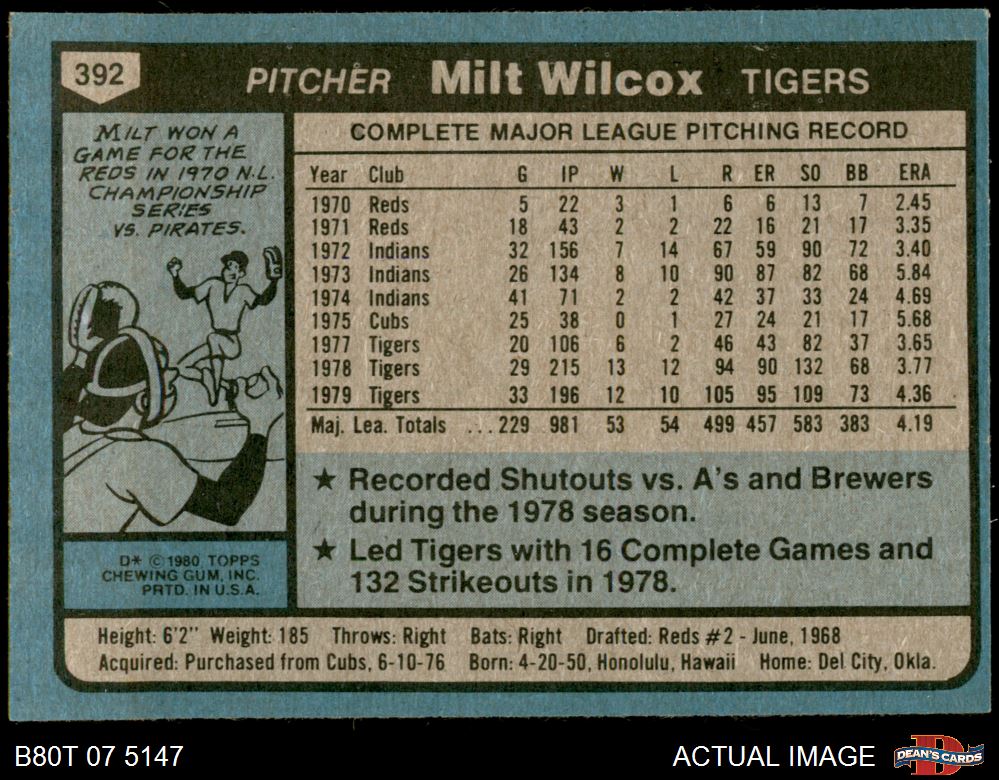 392 PITCHER Milt Wilcox TIGERS
MILT WON A
GAME FOR THE
REDS IN 1970 N.L.
CHAMPIONSHIP
SERIES
VS. PIRATES.
D* © 1980 TOPPS
CHEWING GUM, INC.
PRTD. IN U.S.A.
COMPLETE MAJOR LEAGUE PITCHING RECORD
Year Club G IP W L R ER SO BB ERA
1970 Reds 5 22 3 1 6 6 13 7 2.45
1971 Reds 18 43 2 2 22 16 21 17 3.35
1972 Indians 32 156 7 14 67 59 90 72 3.40
1973 Indians 26 134 8 10 90 87 82 68 5.84
1974 Indians 41 71 2 2 42 37 33 24 4.69
1975 Cubs 25 38 0 1 27 24 21 17 5.68
1977 Tigers 20 106 6 2 46 43 82 37 3.65
1978 Tigers 29 215 13 12 94 90 132 68 3.77
1979 Tigers 33 196 12 10 105 95 109 73 4.36
Maj. Lea. Totals ...229 981 53 54 499 457 583 383 4.19
★ Recorded Shutouts vs. A's and Brewers
during the 1978 season.
★ Led Tigers with 16 Complete Games and
132 Strikeouts in 1978.
Height: 6'2" Weight: 185 Throws: Right Bats: Right Drafted: Reds #2 - June, 1968
Acquired: Purchased from Cubs, 6-10-76 Born: 4-20-50, Honolulu, Hawaii Home: Del City, Okla.
B80T 07 5147 ACTUAL IMAGE DEAN'S CARDS